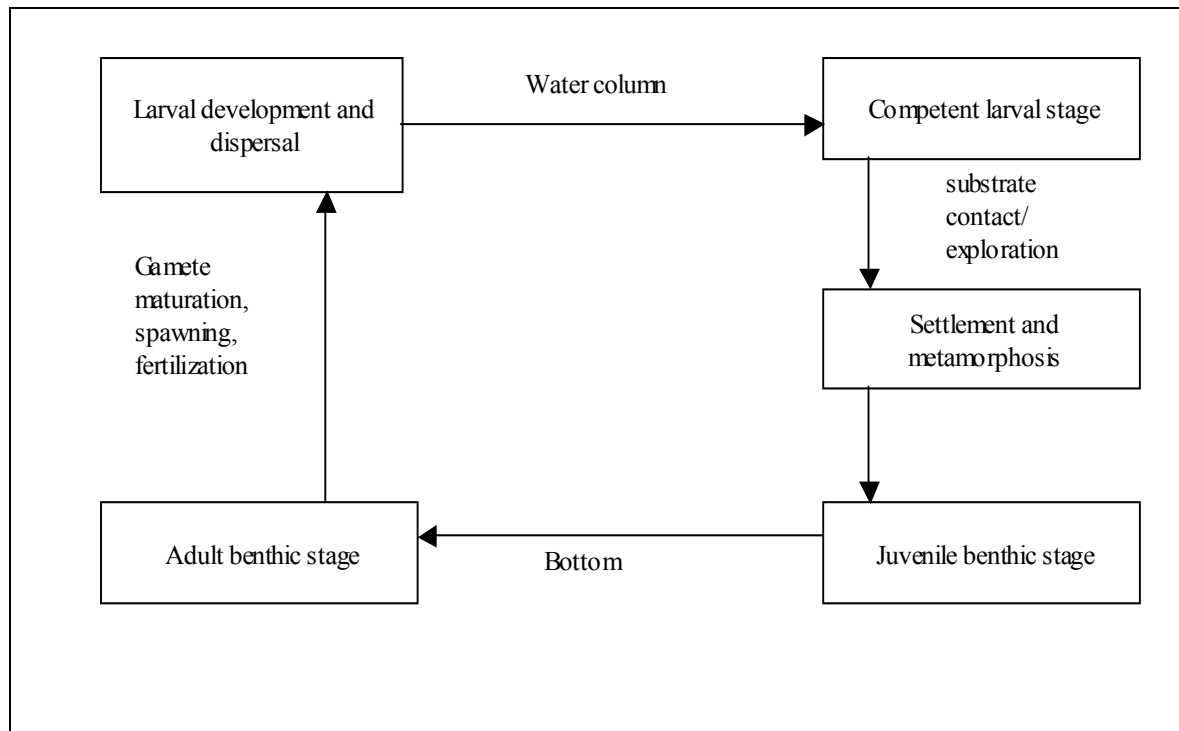 Larval development and
dispersal
Water column
Competent larval stage
substrate
contact/
exploration
Gamete
maturation,
spawning,
fertilization
Settlement and
metamorphosis
Adult benthic stage
Bottom
Juvenile benthic stage